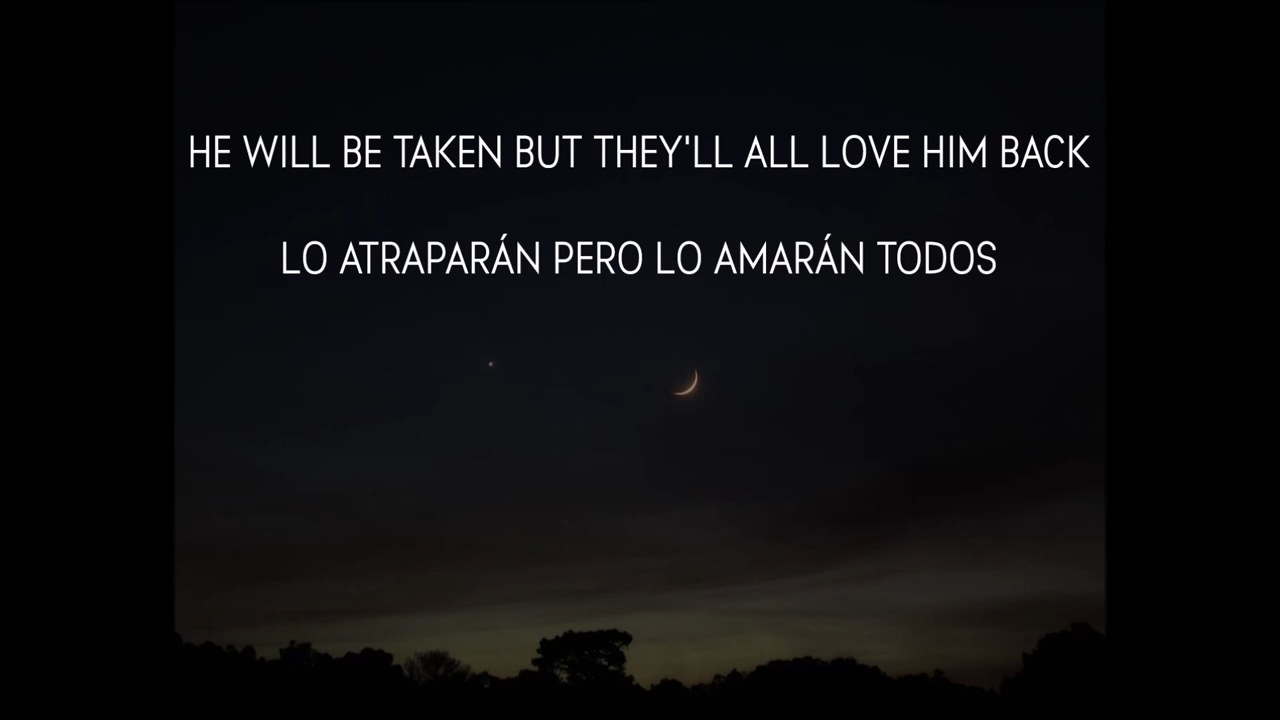 HE WILL BE TAKEN BUT THEY'LL ALL LOVE HIM BACK
LO ATRAPARÁN PERO LO AMARÁN TODOS